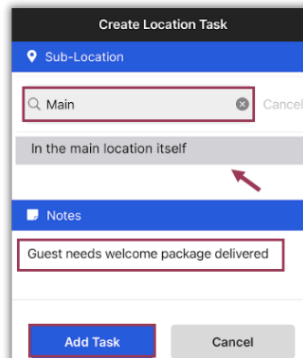 Create Location Task
Sub-Location
Main
Cancel
In the main location itself
Notes
Guest needs welcome package delivered
Add Task
Cancel